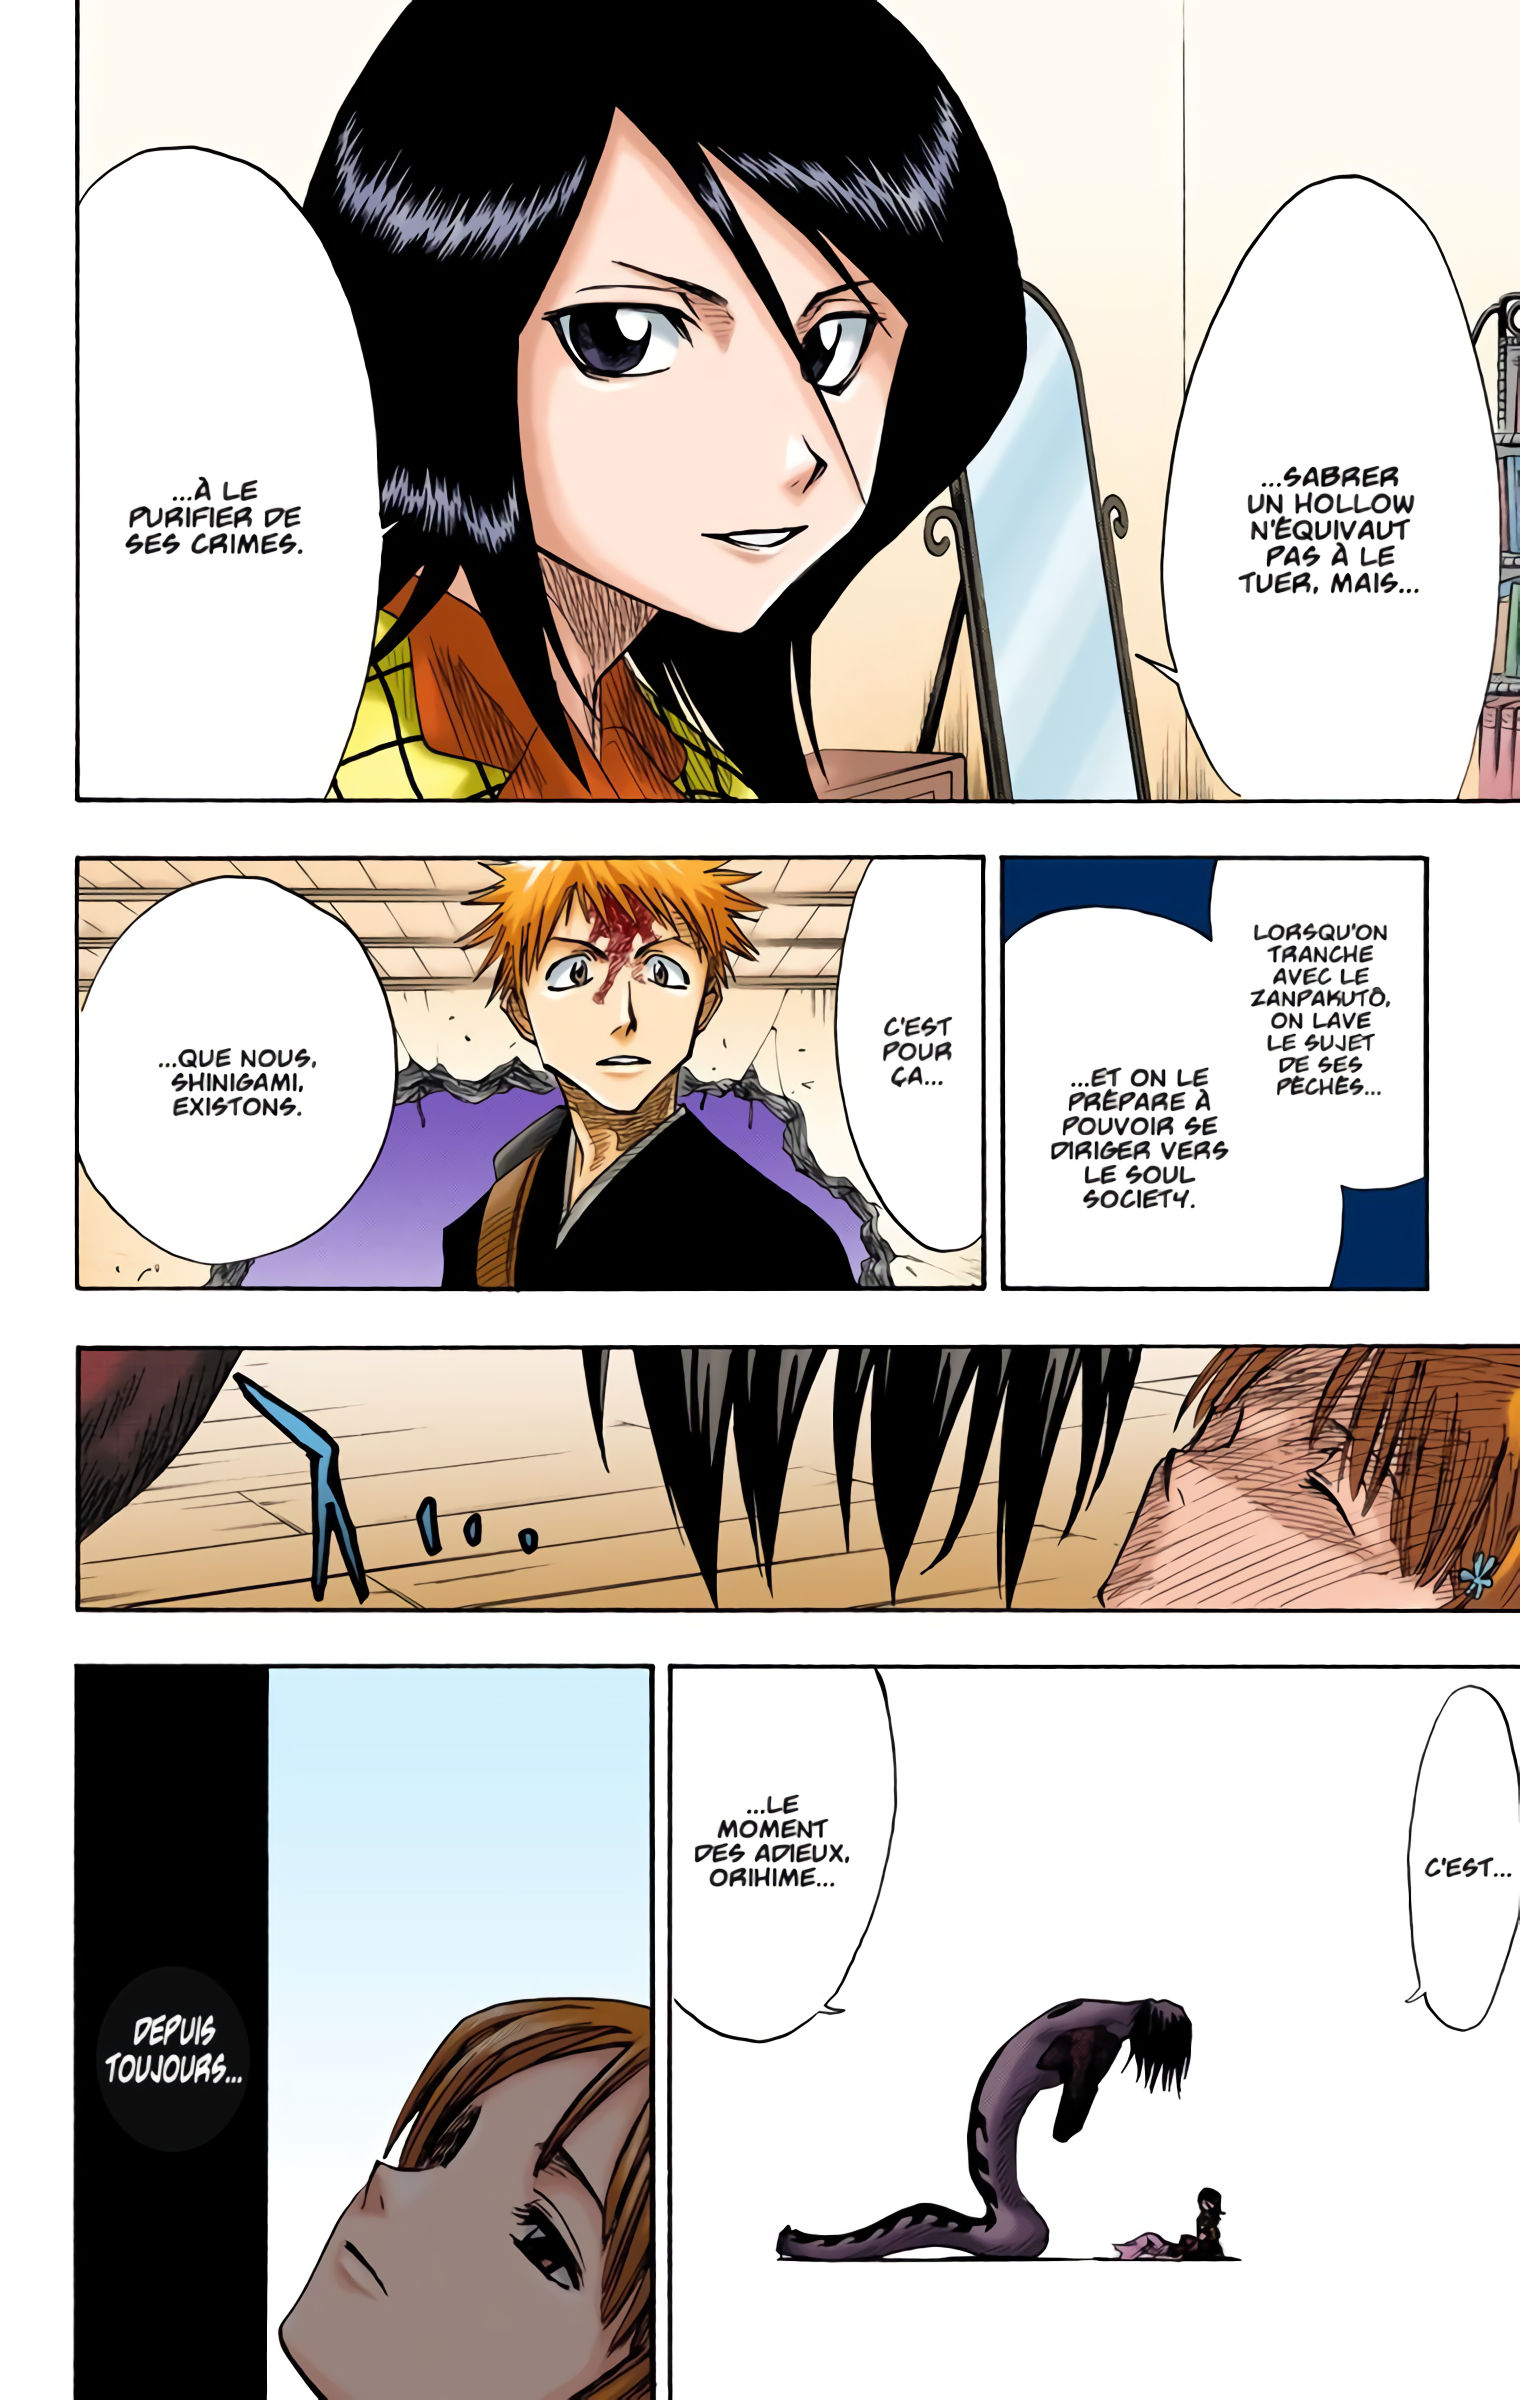 ...SABRER
UN HOLLOW
N'ÉQUIVAUT
PAS À LE
TUER, MAIS...
...À LE
PURIFIER DE
SES CRIMES.
LORSQU'ON
TRANCHE
AVEC LE
ZANPAKUTÔ,
ON LAVE
LE SUJET
DE SES
PÉCHÉS...
...ET ON LE
PRÉPARE À
POUVOIR SE
DIRIGER VERS
LE SOUL
SOCIETY.
C'EST
POUR
ÇA...
...QUE NOUS,
SHINIGAMI,
EXISTONS.
C'EST...
...LE
MOMENT
DES ADIEUX,
ORIHIME...
DEPUIS
TOUJOURS...